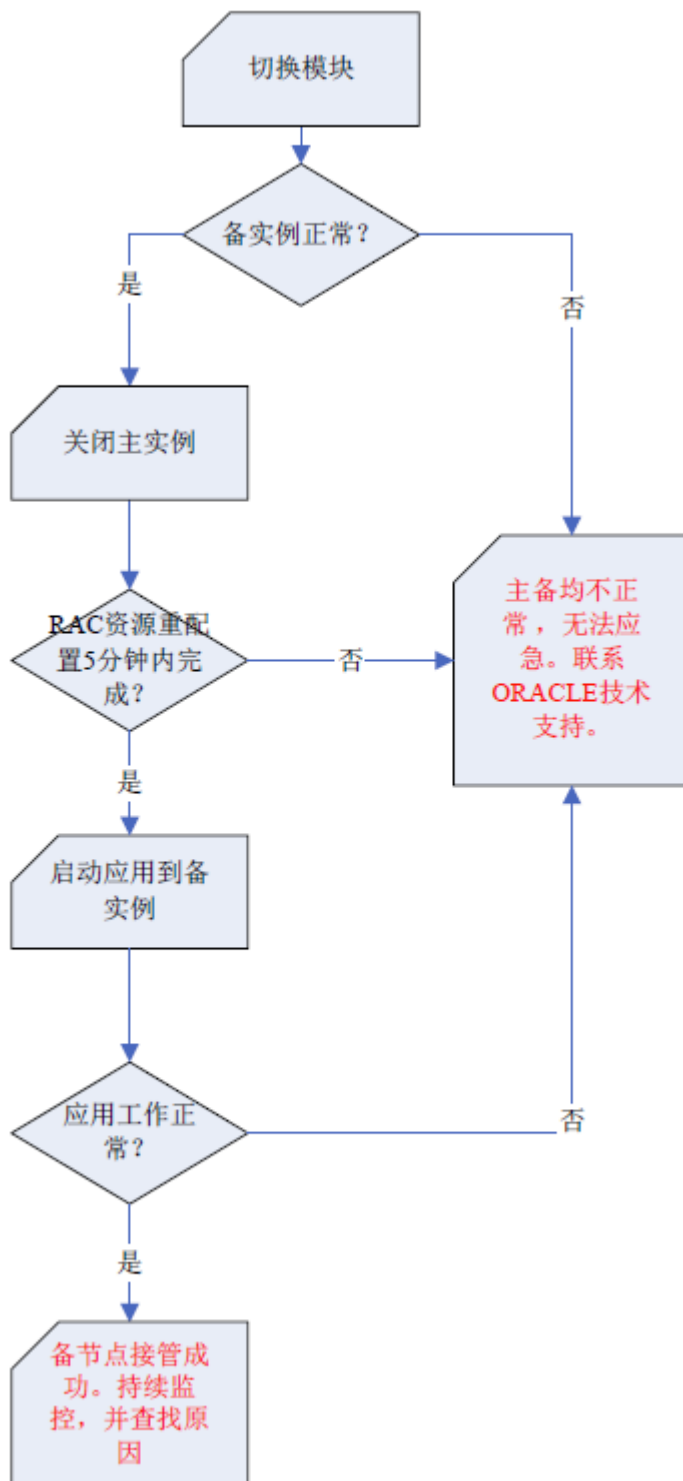 切换模块
备实例正常？
是
否
关闭主实例
RAC资源重配
置5分钟内完
成？
否
主备均不正
常，无法应
急。联系
ORACLE技术
支持。
是
启动应用到备
实例
应用工作正
常？
否
是
备节点接管成
功。持续监
控，并查找原
因